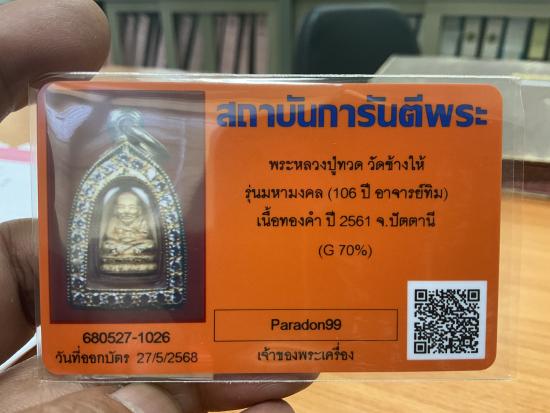 สถาบันการันตีพระ
พระหลวงปู่ทวด วัดช้างให้
รุ่นมหามงคล (106 ปี อาจารย์ทิม)
เนื้อทองคำ ปี 2561 จ.ปัตตานี
(G 70%)
Paradon99
เจ้าของพระเครื่อง
680527-1026
วันที่ออกบัตร 27/5/2568